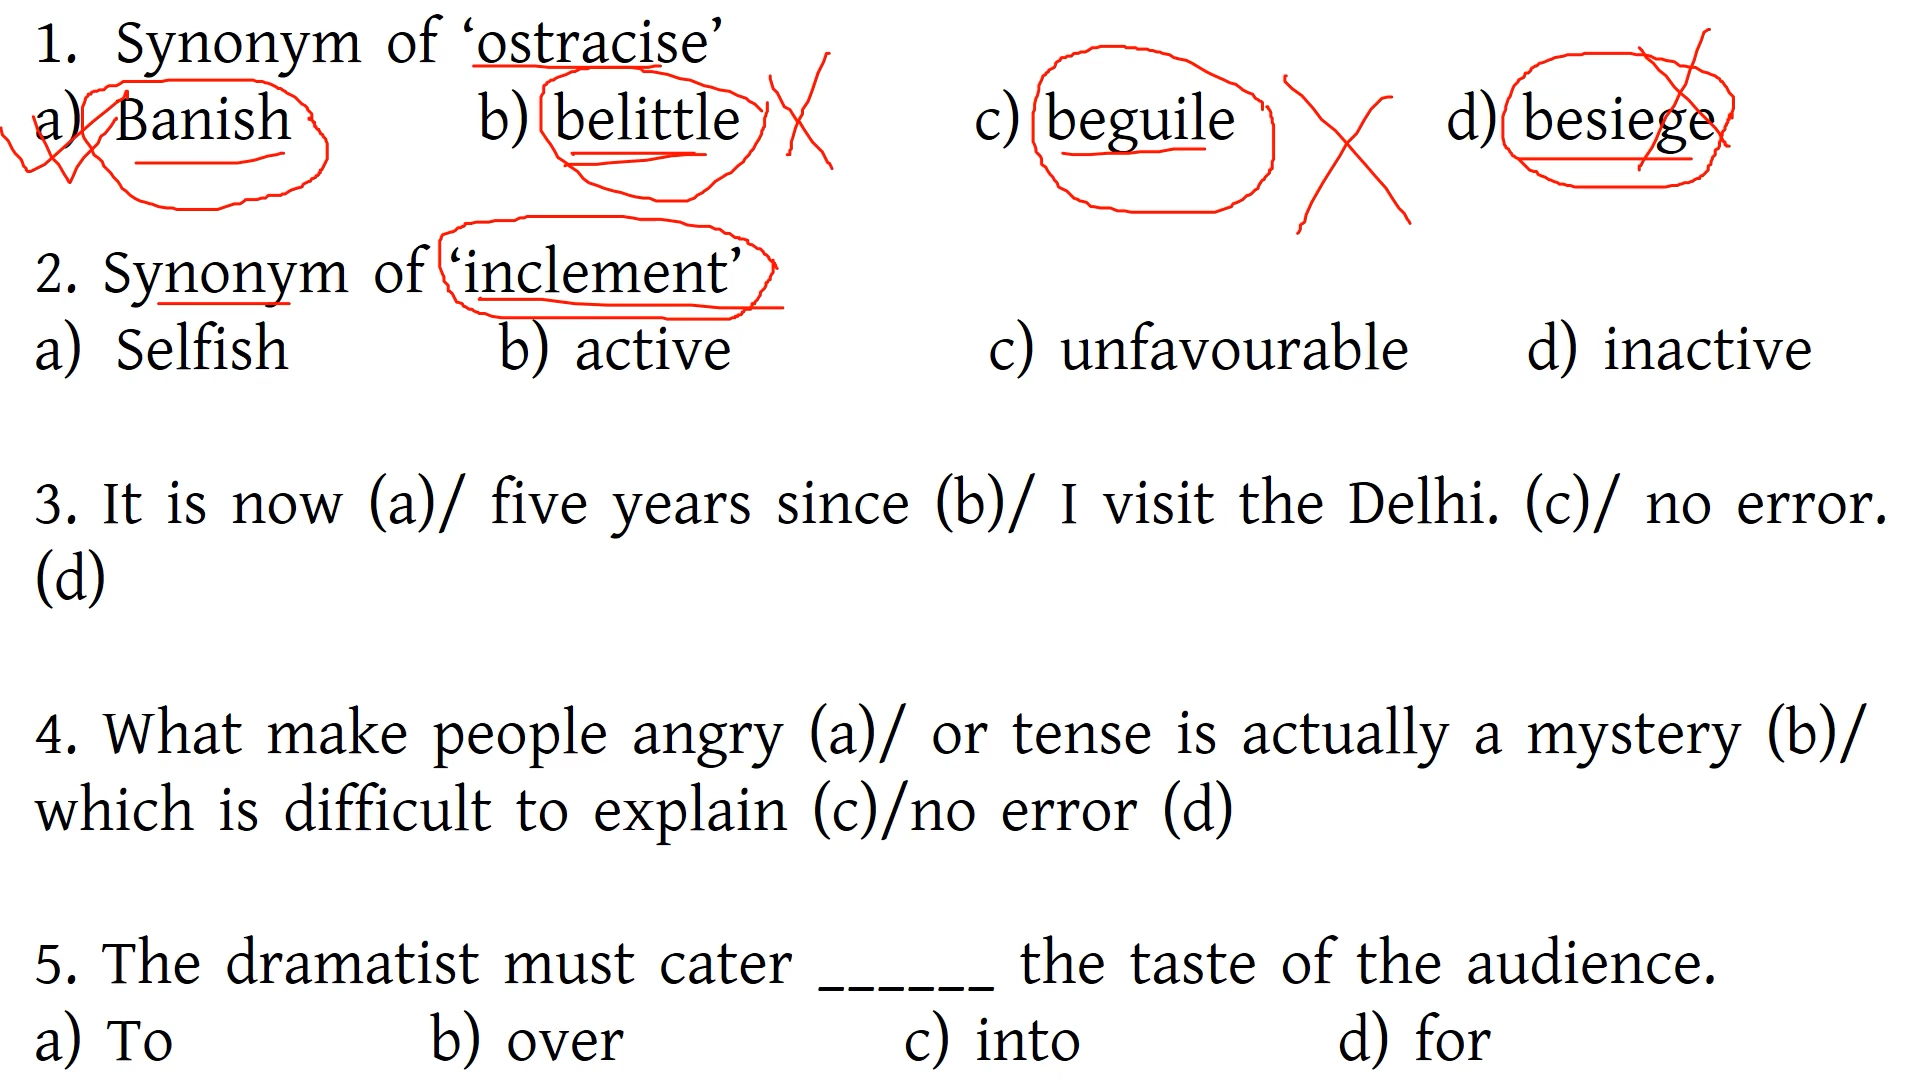 1. Synonym of ‘ostracise’
a) Banish b) belittle c) beguile d) besiege
2. Synonym of ‘inclement’
a) Selfish b) active c) unfavourable d) inactive
3. It is now (a)/ five years since (b)/ I visit the Delhi. (c)/ no error.
(d)
4. What make people angry (a)/ or tense is actually a mystery (b)/
which is difficult to explain (c)/no error (d)
5. The dramatist must cater ______ the taste of the audience.
a) To b) over c) into d) for